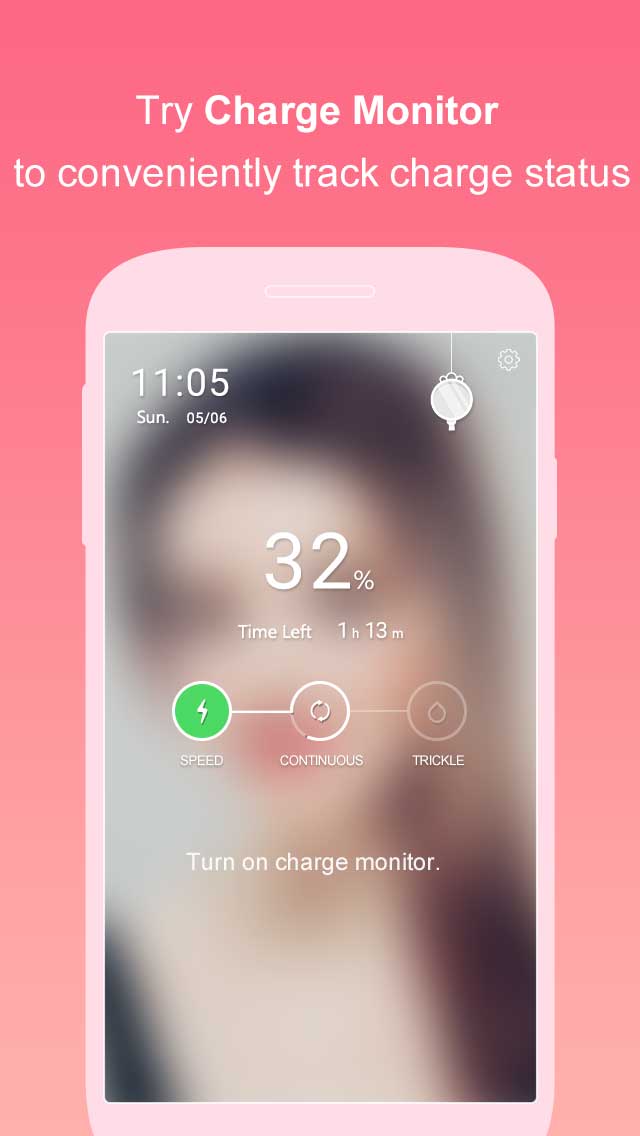 Try Charge Monitor
to conveniently track charge status
11:05
Sun. 05/06
32%
Time Left 1 h 13 m
SPEED CONTINUOUS TRICKLE
Turn on charge monitor.